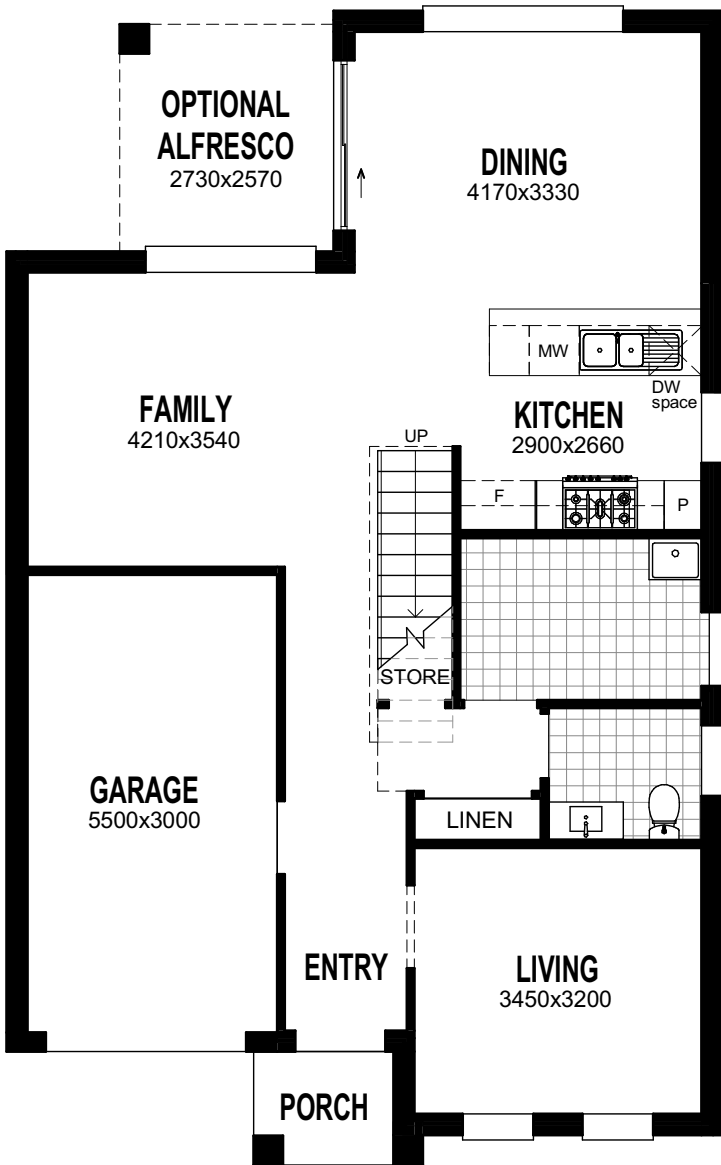 OPTIONAL
ALFRESCO
2730x2570
DINING
4170x3330
MW
DW
space
FAMILY
4210x3540
KITCHEN
2900x2660
UP
F
P
STORE
GARAGE
5500x3000
LINEN
ENTRY
LIVING
3450x3200
PORCH